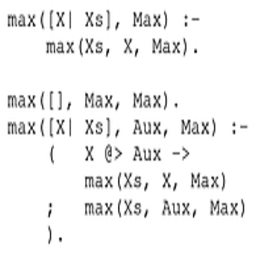 max([X| Xs], Max) :-
    max(Xs, X, Max).

max([], Max, Max).
max([X| Xs], Aux, Max) :-
    (   X @> Aux ->
        max(Xs, X, Max)
    ;   max(Xs, Aux, Max)
    ).